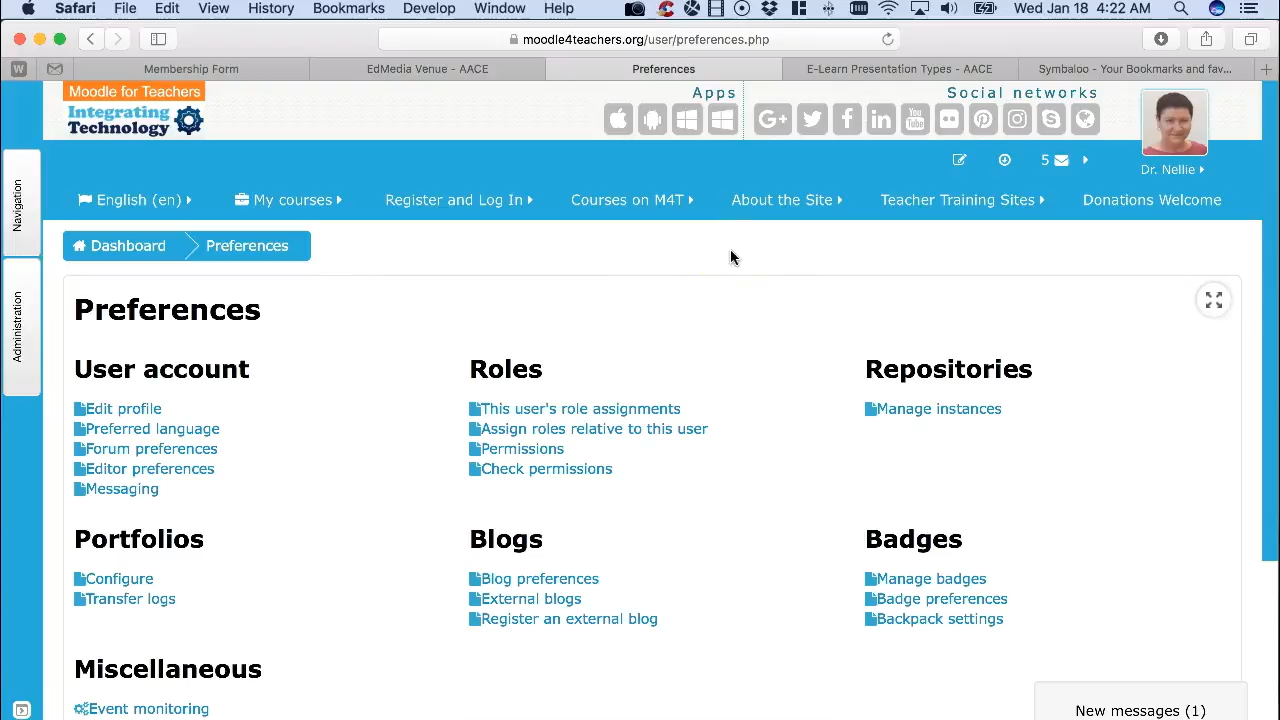 Safari File Edit View History Bookmarks Develop Window Help Wed Jan 18 4:22 AM
moodle4teachers.org/user/preferences.php
W Membership Form EdMedia Venue - AACE Preferences E-Learn Presentation Types - AACE Symbaloo - Your Bookmarks and fav...
Moodle for Teachers
Integrating
Technology
Apps
Social networks
G+ f in You Tube
5
Dr. Nellie
English (en) My courses Register and Log In Courses on M4T About the Site Teacher Training Sites Donations Welcome
Navigation
Administration
Dashboard Preferences
Preferences
User account
Edit profile
Preferred language
Forum preferences
Editor preferences
Messaging
Roles
This user's role assignments
Assign roles relative to this user
Permissions
Check permissions
Repositories
Manage instances
Portfolios
Configure
Transfer logs
Blogs
Blog preferences
External blogs
Register an external blog
Badges
Manage badges
Badge preferences
Backpack settings
Miscellaneous
Event monitoring
New messages (1)